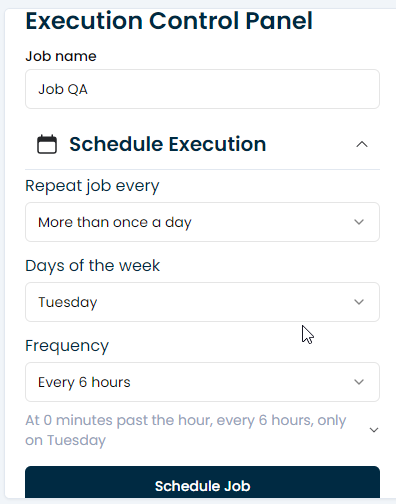 Execution Control Panel
Job name
Job QA
Schedule Execution
Repeat job every
More than once a day
Days of the week
Tuesday
Frequency
Every 6 hours
At 0 minutes past the hour, every 6 hours, only
on Tuesday
Schedule Job